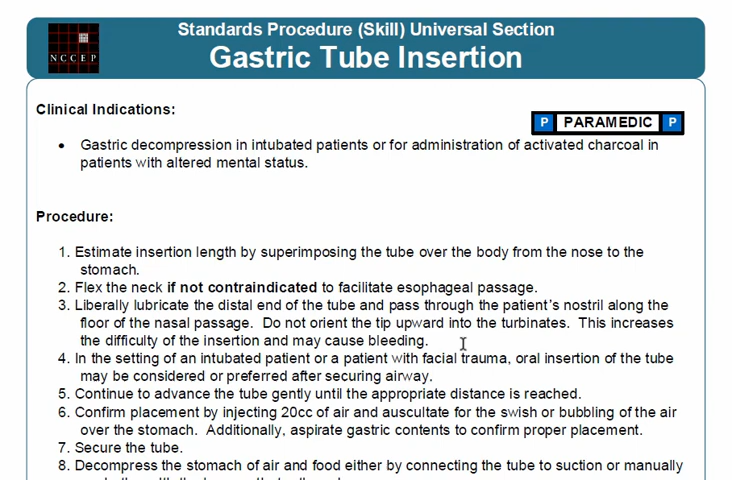 Standards Procedure (Skill) Universal Section
Gastric Tube Insertion
NCCEP
Clinical Indications:
P PARAMEDIC P
• Gastric decompression in intubated patients or for administration of activated charcoal in
patients with altered mental status.
Procedure:
1. Estimate insertion length by superimposing the tube over the body from the nose to the
stomach.
2. Flex the neck if not contraindicated to facilitate esophageal passage.
3. Liberally lubricate the distal end of the tube and pass through the patient's nostril along the
floor of the nasal passage. Do not orient the tip upward into the turbinates. This increases
the difficulty of the insertion and may cause bleeding.
4. In the setting of an intubated patient or a patient with facial trauma, oral insertion of the tube
may be considered or preferred after securing airway.
5. Continue to advance the tube gently until the appropriate distance is reached.
6. Confirm placement by injecting 20cc of air and auscultate for the swish or bubbling of the air
over the stomach. Additionally, aspirate gastric contents to confirm proper placement.
7. Secure the tube.
8. Decompress the stomach of air and food either by connecting the tube to suction or manually